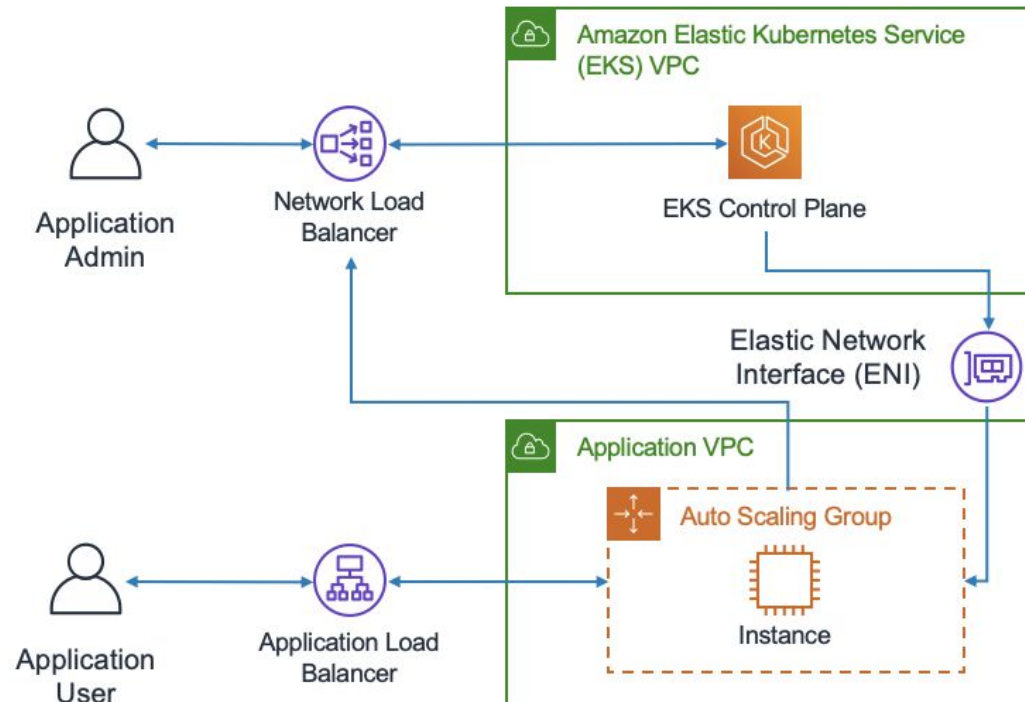 Amazon Elastic Kubernetes Service
(EKS) VPC
Application
Admin
Network Load
Balancer
EKS Control Plane
Elastic Network
Interface (ENI)
Application VPC
Auto Scaling Group
Instance
Application
User
Application Load
Balancer
K